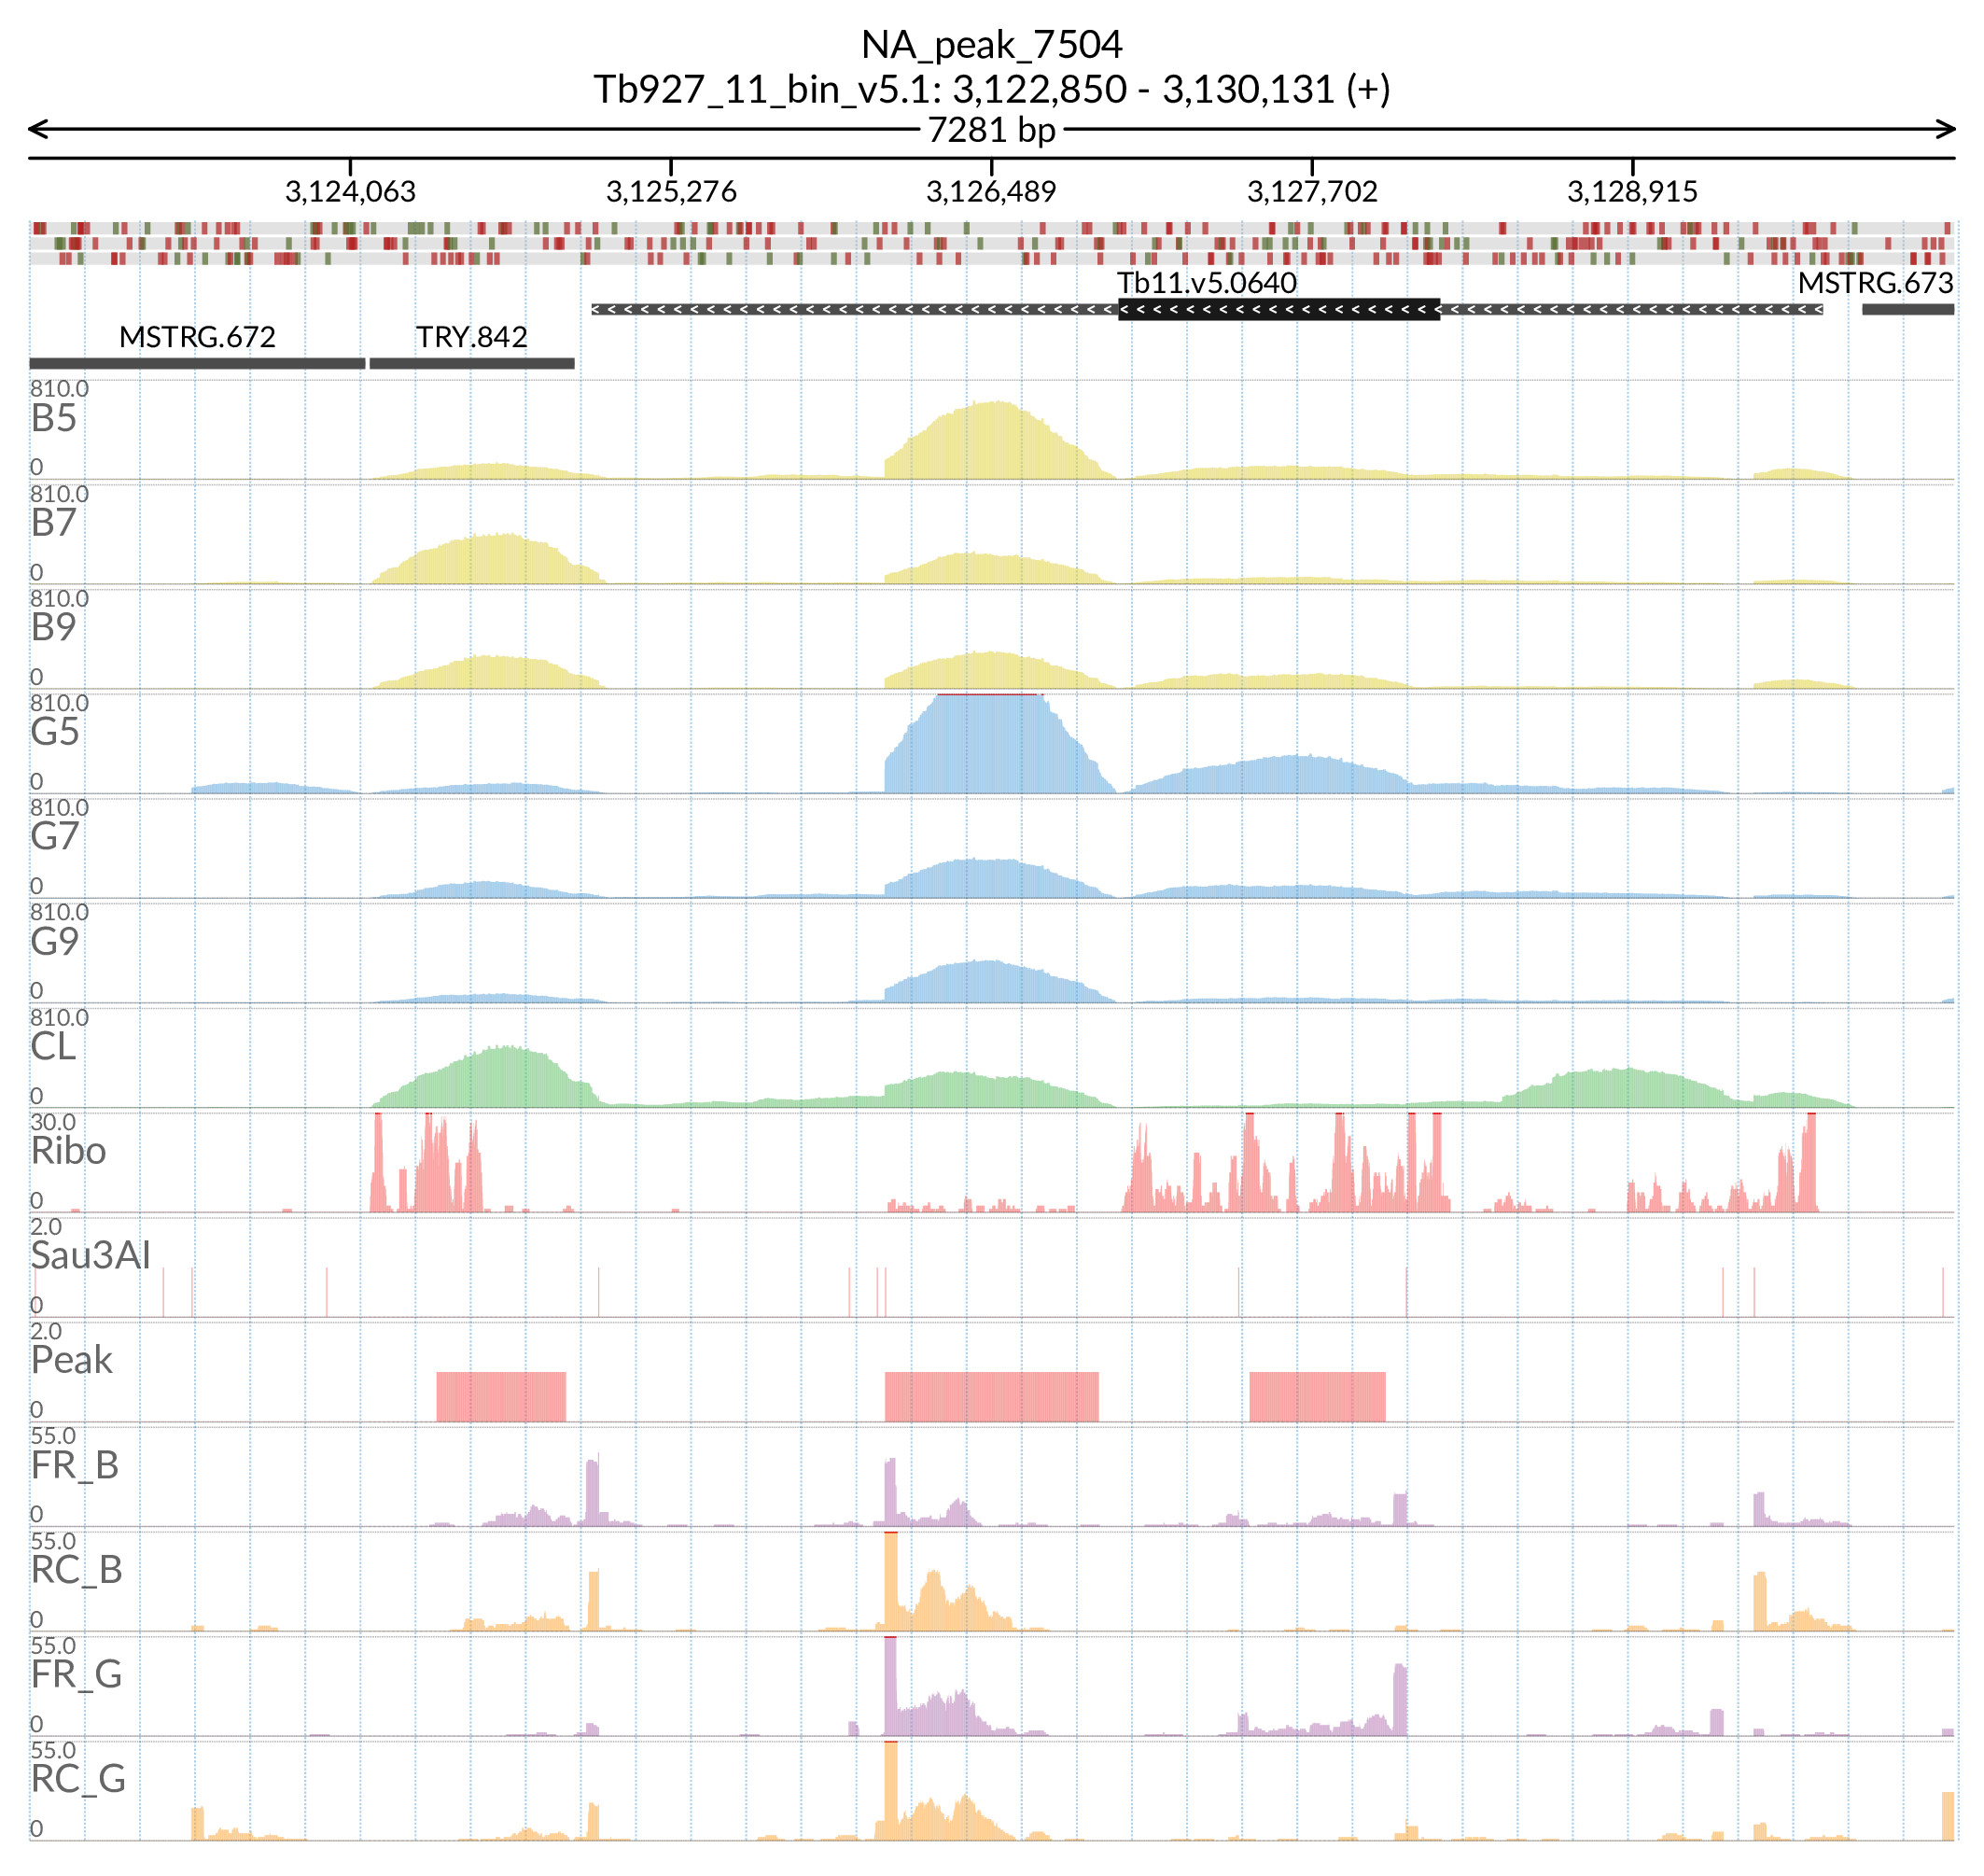 NA_peak_7504
Tb927_11_bin_v5.1: 3,122,850 - 3,130,131 (+)
7281 bp
3,124,063 3,125,276 3,126,489 3,127,702 3,128,915
Tb11.v5.0640 MSTRG.673
MSTRG.672 TRY.842
810.0
B5
0
810.0
B7
0
810.0
B9
0
810.0
G5
0
810.0
G7
0
810.0
G9
0
810.0
CL
0
30.0
Ribo
0
2.0
Sau3AI
0
2.0
Peak
0
55.0
FR_B
0
55.0
RC_B
0
55.0
FR_G
0
55.0
RC_G
0